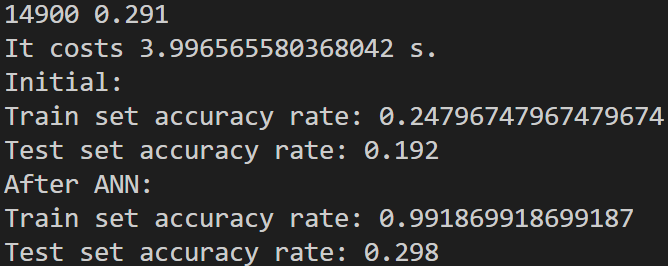 14900 0.291
It costs 3.996565580368042 s.
Initial:
Train set accuracy rate: 0.24796747967479674
Test set accuracy rate: 0.192
After ANN:
Train set accuracy rate: 0.991869918699187
Test set accuracy rate: 0.298